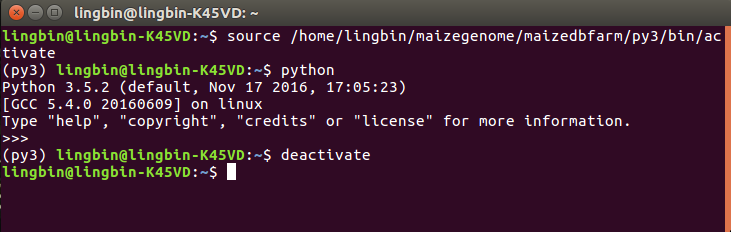 lingbin@lingbin-K45VD: ~
lingbin@lingbin-K45VD:~$ source /home/lingbin/maizegenome/maizedbfarm/py3/bin/ac
tivate
(py3) lingbin@lingbin-K45VD:~$ python
Python 3.5.2 (default, Nov 17 2016, 17:05:23)
[GCC 5.4.0 20160609] on linux
Type "help", "copyright", "credits" or "license" for more information.
>>>
(py3) lingbin@lingbin-K45VD:~$ deactivate
lingbin@lingbin-K45VD:~$